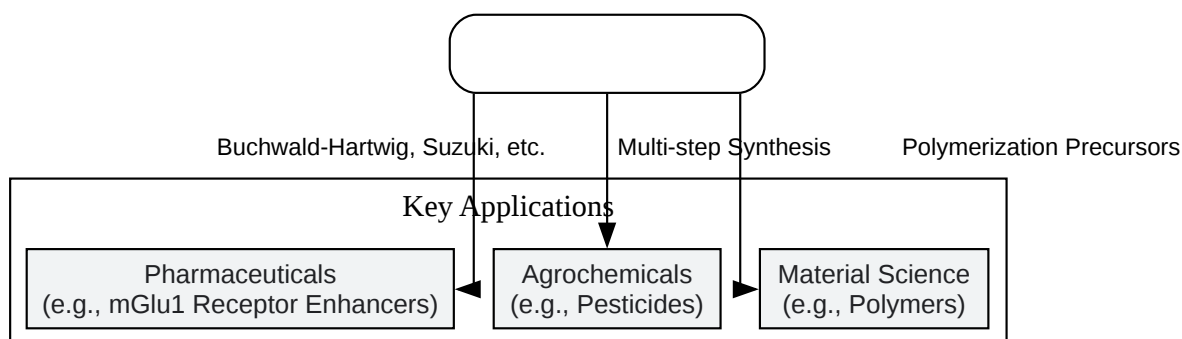 Buchwald-Hartwig, Suzuki, etc.
Multi-step Synthesis
Polymerization Precursors
Key Applications
Pharmaceuticals
(e.g., mGlu1 Receptor Enhancers)
Agrochemicals
(e.g., Pesticides)
Material Science
(e.g., Polymers)